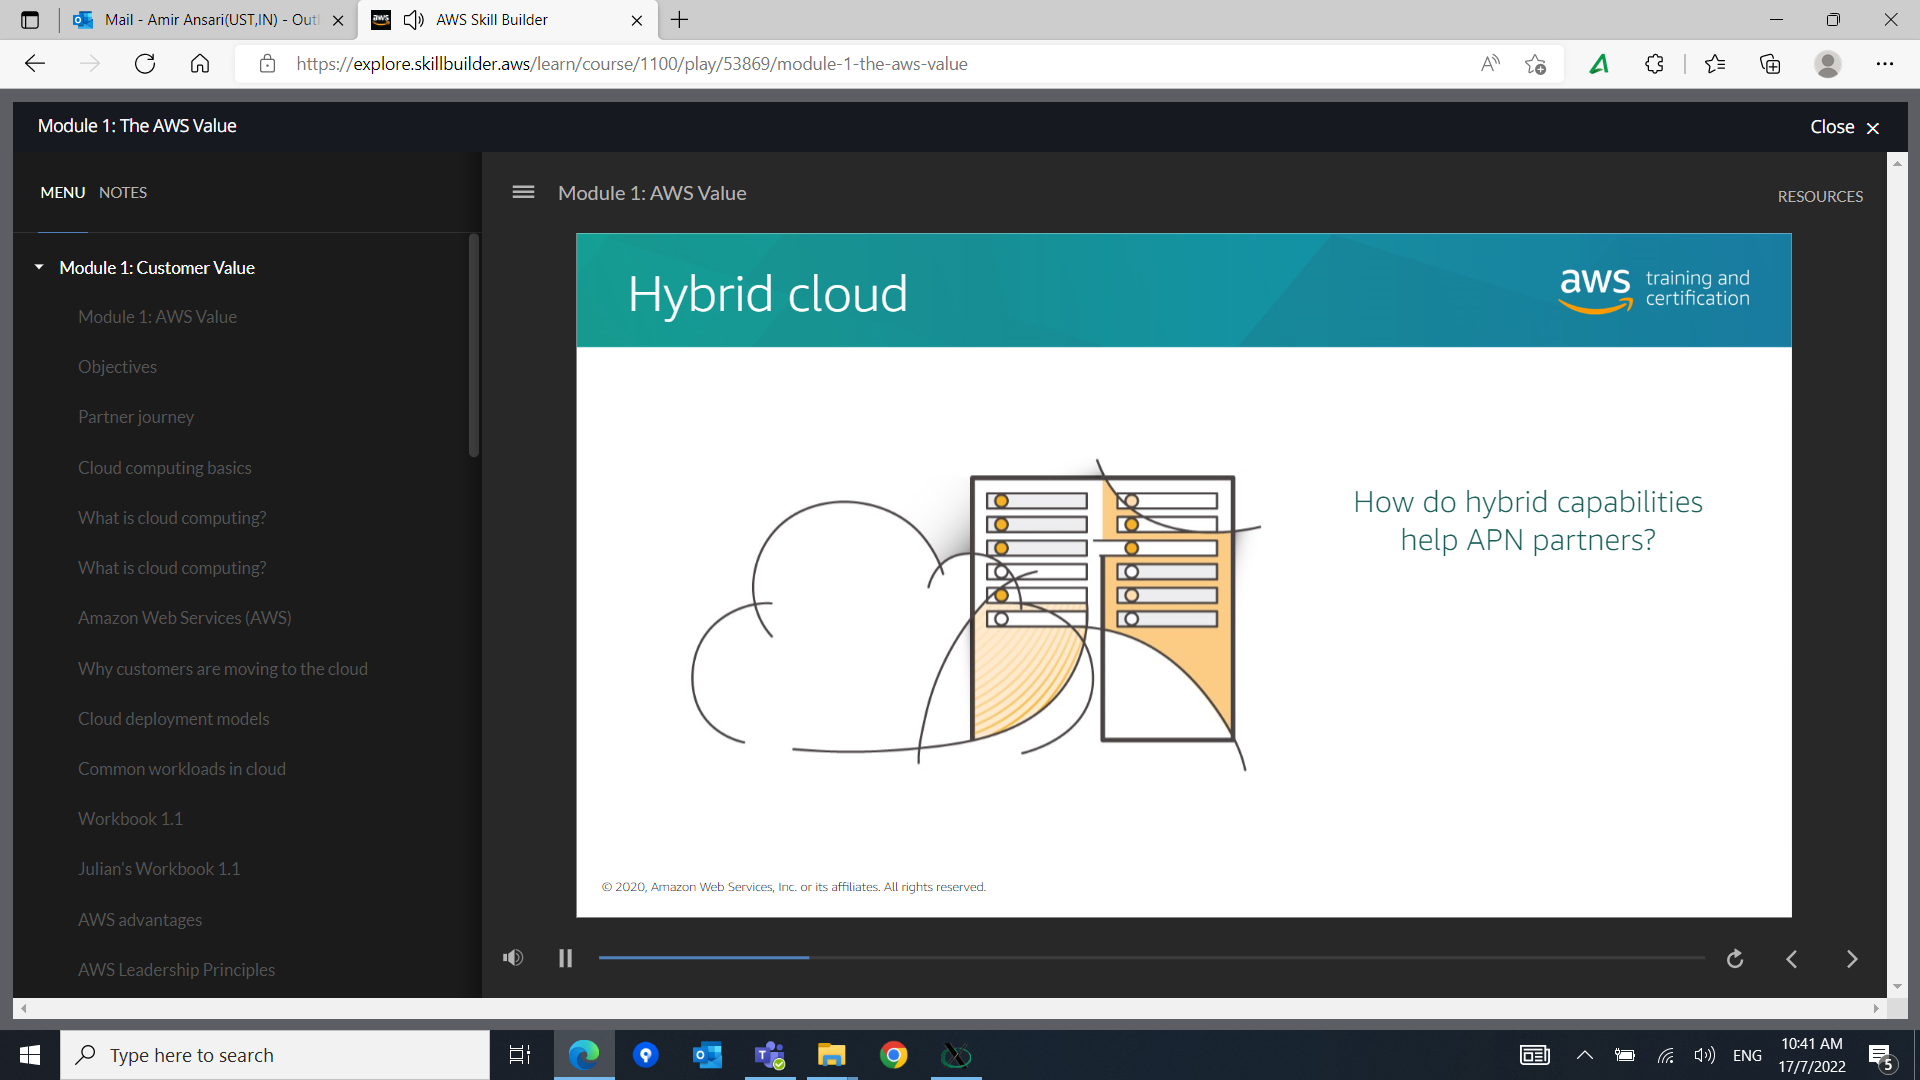 Mail - Amir Ansari(UST,IN) - Out
AWS Skill Builder
https://explore.skillbuilder.aws/learn/course/1100/play/53869/module-1-the-aws-value
Module 1: The AWS Value
Close
MENU NOTES
Module 1: AWS Value
RESOURCES
Module 1: Customer Value
Module 1: AWS Value
Objectives
Partner journey
Cloud computing basics
What is cloud computing?
What is cloud computing?
Amazon Web Services (AWS)
Why customers are moving to the cloud
Cloud deployment models
Common workloads in cloud
Workbook 1.1
Julian's Workbook 1.1
AWS advantages
AWS Leadership Principles
Hybrid cloud
aws training and
certification
How do hybrid capabilities
help APN partners?
© 2020, Amazon Web Services, Inc. or its affiliates. All rights reserved.
Type here to search
ENG
10:41 AM
17/7/2022
5